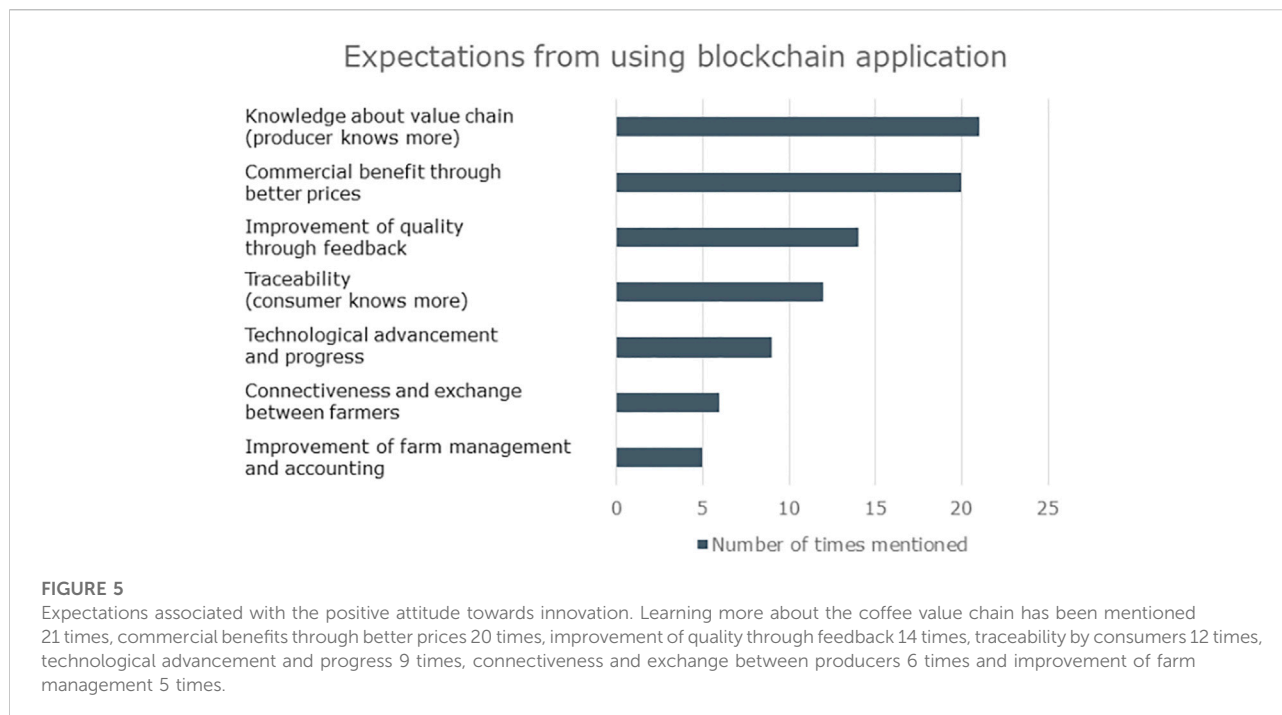 Expectations from using blockchain application
Knowledge about value chain
(producer knows more)
Commercial benefit through
better prices
Improvement of quality
through feedback
Traceability
(consumer knows more)
Technological advancement
and progress
Connectiveness and exchange
between farmers
Improvement of farm management
and accounting
0 5 10 15 20 25
Number of times mentioned
FIGURE 5
Expectations associated with the positive attitude towards innovation. Learning more about the coffee value chain has been mentioned
21 times, commercial benefits through better prices 20 times, improvement of quality through feedback 14 times, traceability by consumers 12 times,
technological advancement and progress 9 times, connectiveness and exchange between producers 6 times and improvement of farm
management 5 times.